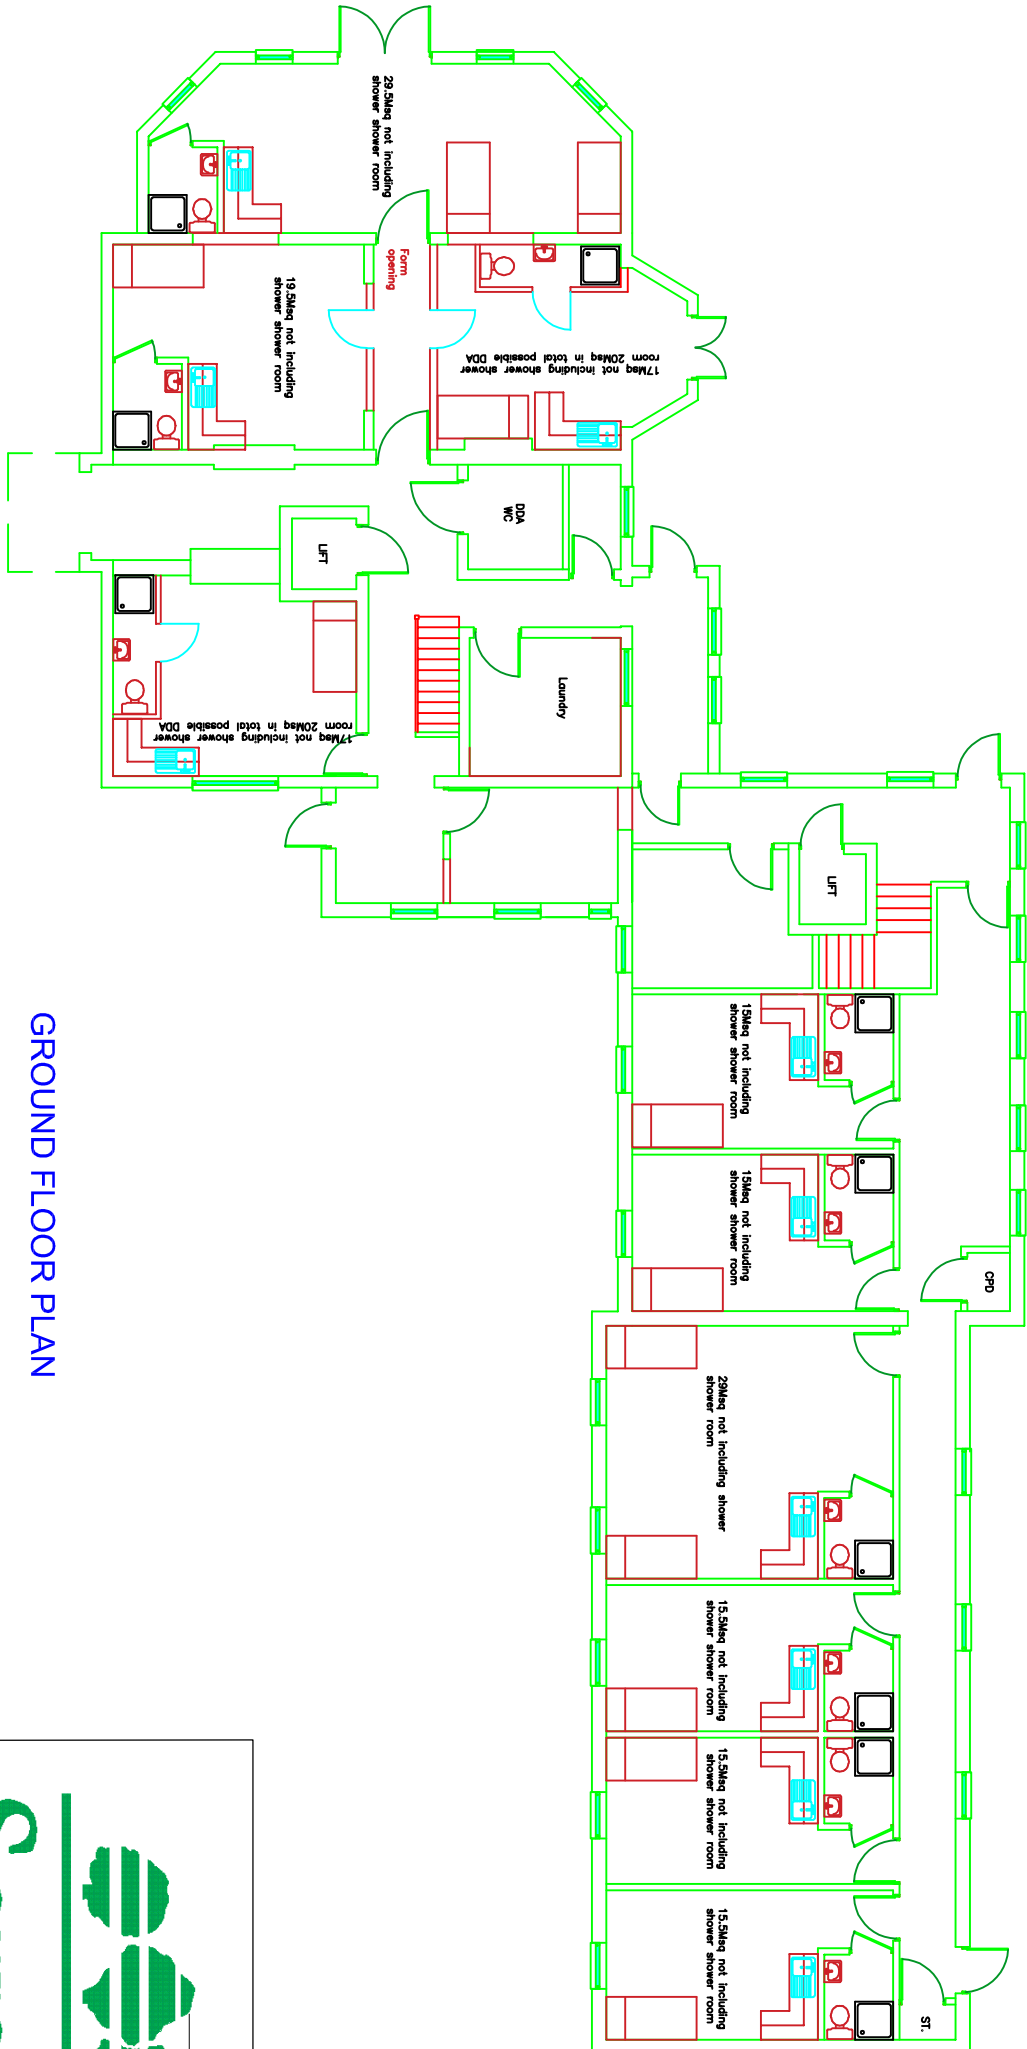 29.5Msq not including
shower shower room
Form
opening
19.5Msq not including
shower shower room
17Msq not including shower shower
room 20Msq in total possible DDA
DDA
WC
LIFT
17Msq not including shower shower
room 20Msq in total possible DDA
Laundry
LIFT
15Msq not including
shower shower room
15Msq not including
shower shower room
CPD
29Msq not including shower
shower room
15.5Msq not including
shower shower room
15.5Msq not including
shower shower room
15.5Msq not including
shower shower room
ST.
GROUND FLOOR PLAN